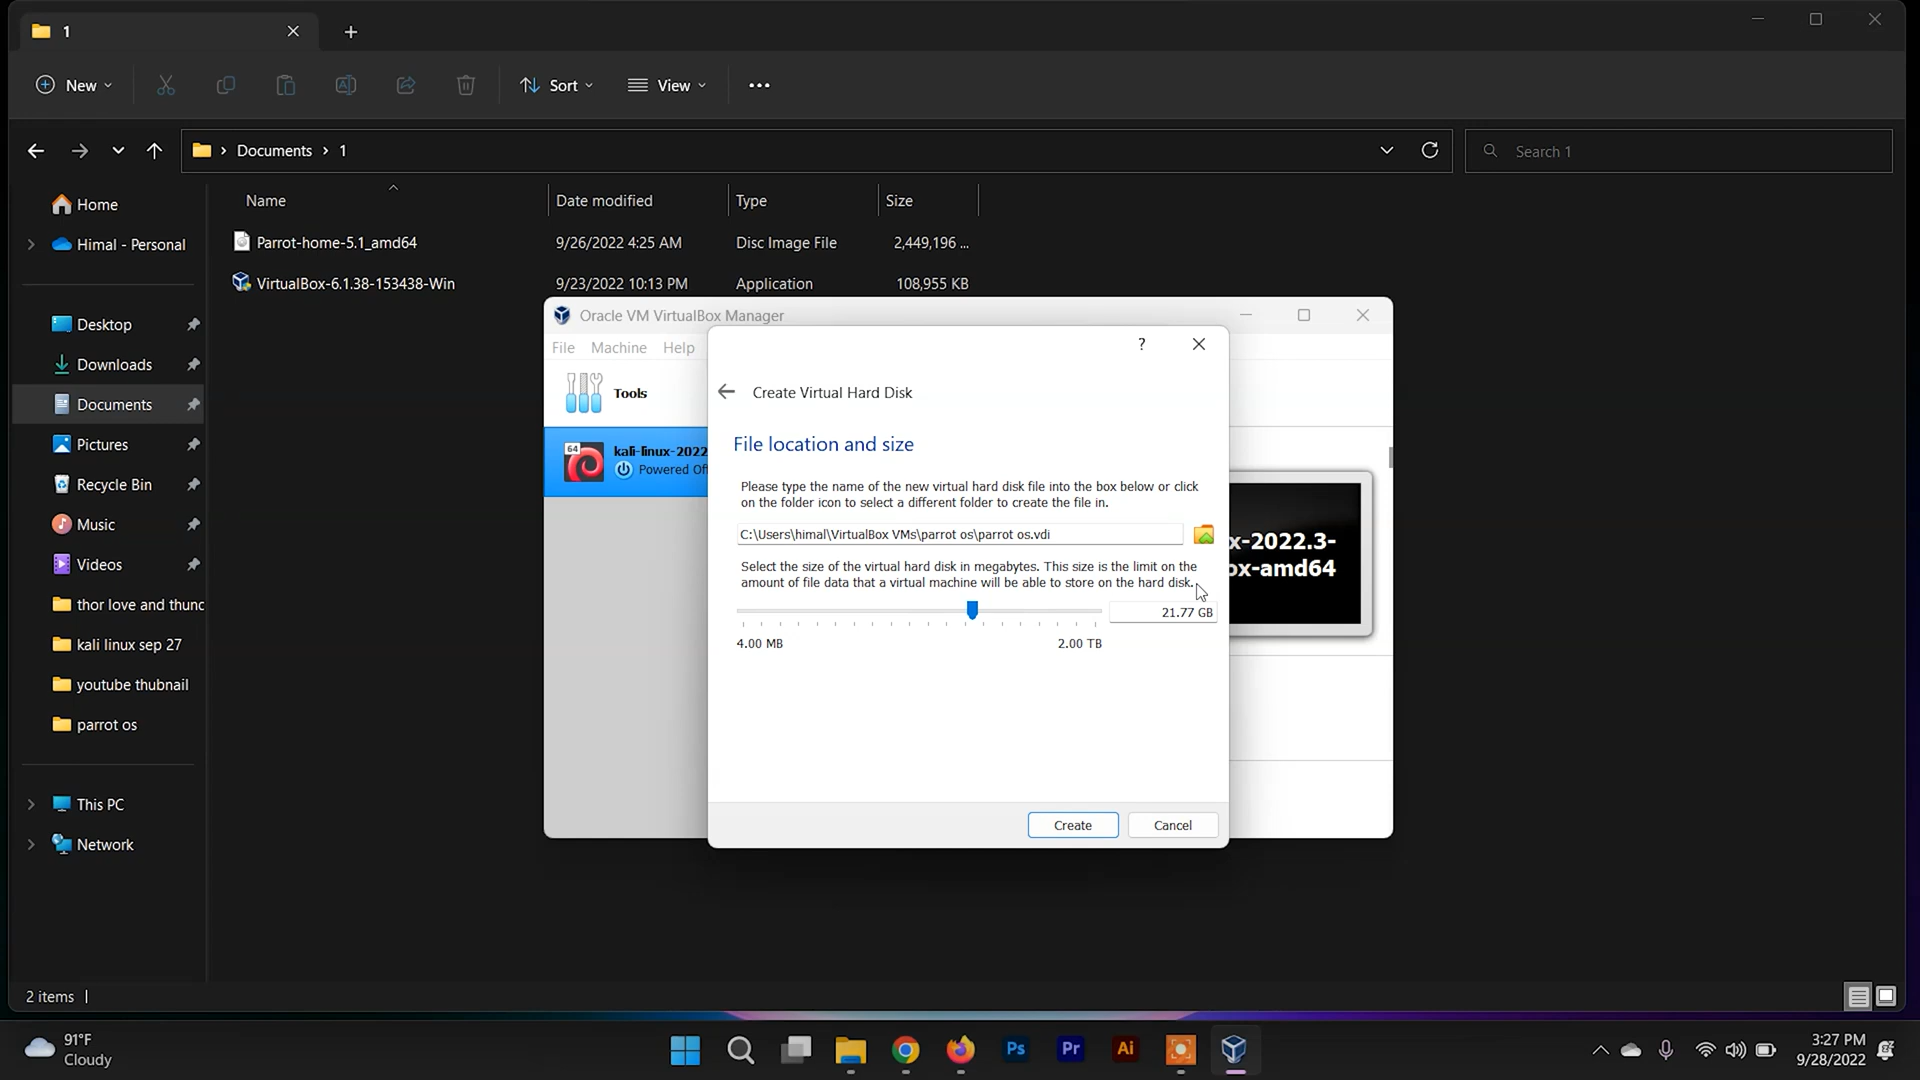 1
New
Sort
View
Documents
1
Search 1
Name
Date modified
Type
Size
Home
Himal - Personal
Parrot-home-5.1_amd64
9/26/2022 4:25 AM
Disc Image File
2,449,196 ...
VirtualBox-6.1.38-153438-Win
9/23/2022 10:13 PM
Application
108,955 KB
Desktop
Downloads
Documents
Pictures
Recycle Bin
Music
Videos
thor love and thunc
kali linux sep 27
youtube thubnail
parrot os
This PC
Network
Oracle VM VirtualBox Manager
File
Machine
Help
Tools
64
kali-linux-2022
Powered Off
?
Create Virtual Hard Disk
File location and size
Please type the name of the new virtual hard disk file into the box below or click
on the folder icon to select a different folder to create the file in.
C:\Users\himal\VirtualBox VMs\parrot os\parrot os.vdi
Select the size of the virtual hard disk in megabytes. This size is the limit on the
amount of file data that a virtual machine will be able to store on the hard disk.
21.77 GB
4.00 MB
2.00 TB
Create
Cancel
x-2022.3-
ox-amd64
2 items
91°F
Cloudy
Ps
Pr
Ai
3:27 PM
9/28/2022